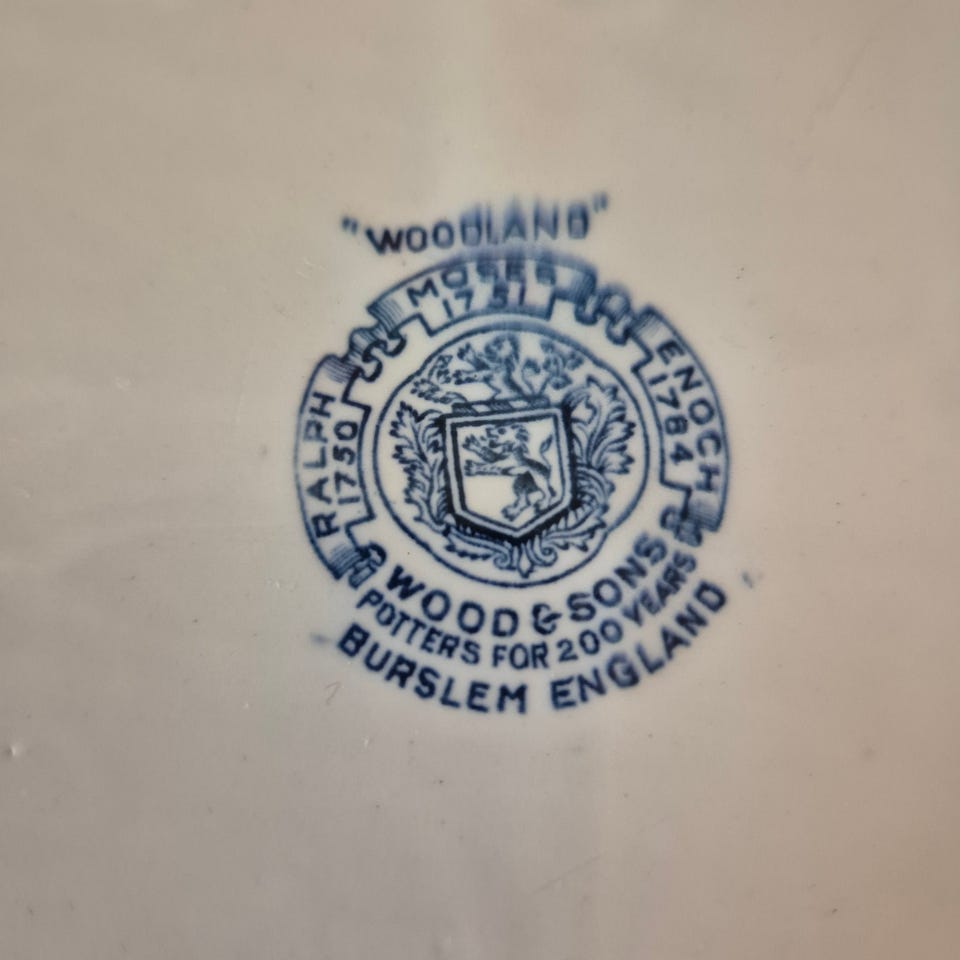 "WOODLAND"
MOSES
1751
RALPH
1750
ENOCH
1784
WOOD & SONS
POTTERS FOR 200 YEARS
BURSLEM ENGLAND